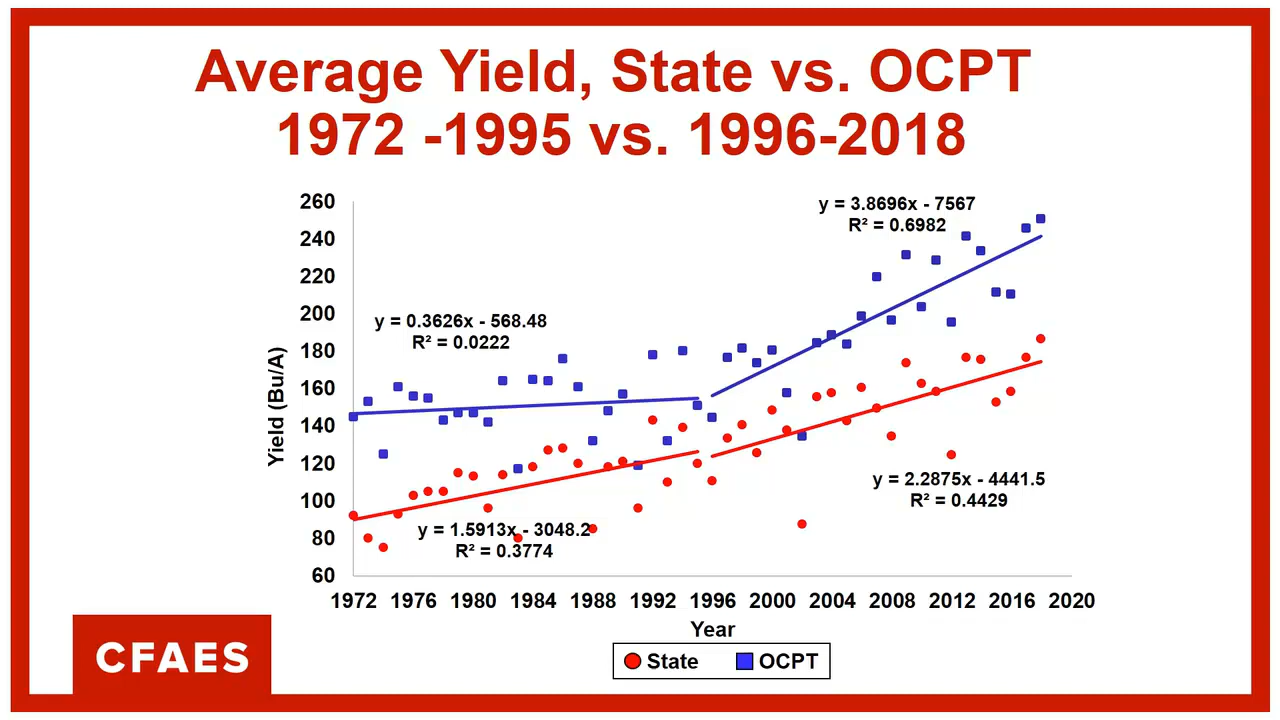 Average Yield, State vs. OCPT
1972 -1995 vs. 1996-2018
260
240
220
200
180
160
140
120
100
80
60
Yield (Bu/A)
y = 3.8696x - 7567
R² = 0.6982
y = 0.3626x - 568.48
R² = 0.0222
y = 2.2875x - 4441.5
R² = 0.4429
y = 1.5913x - 3048.2
R² = 0.3774
1972 1976 1980 1984 1988 1992 1996 2000 2004 2008 2012 2016 2020
Year
State OCPT
CFAES